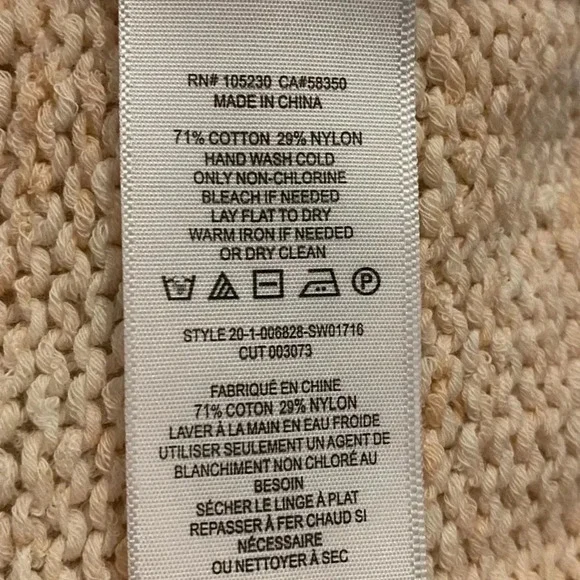 RN# 105230 CA#58350
MADE IN CHINA
71% COTTON 29% NYLON
HAND WASH COLD
ONLY NON-CHLORINE
BLEACH IF NEEDED
LAY FLAT TO DRY
WARM IRON IF NEEDED
OR DRY CLEAN
P
STYLE 20-1-006828-SW01716
CUT 003073
FABRIQUÉ EN CHINE
71% COTON 29% NYLON
LAVER À LA MAIN EN EAU FROIDE
UTILISER SEULEMENT UN AGENT DE
BLANCHIMENT NON CHLORÉ AU
BESOIN
SÉCHER LE LINGE À PLAT
REPASSER À FER CHAUD SI
NÉCESSAIRE
OU NETTOYER À SEC